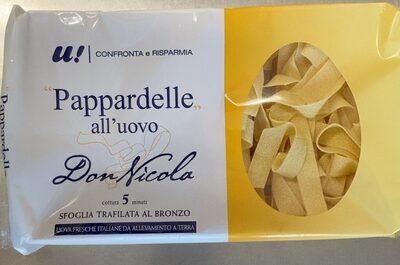 u! | CONFRONTA e RISPARMIA
"Pappardelle"
all'uovo
Don Nicola
cottura 5 minuti
SFOGLIA TRAFILATA AL BRONZO
UOVA FRESCHE ITALIANE DA ALLEVAMENTO A TERRA
"Pappardell